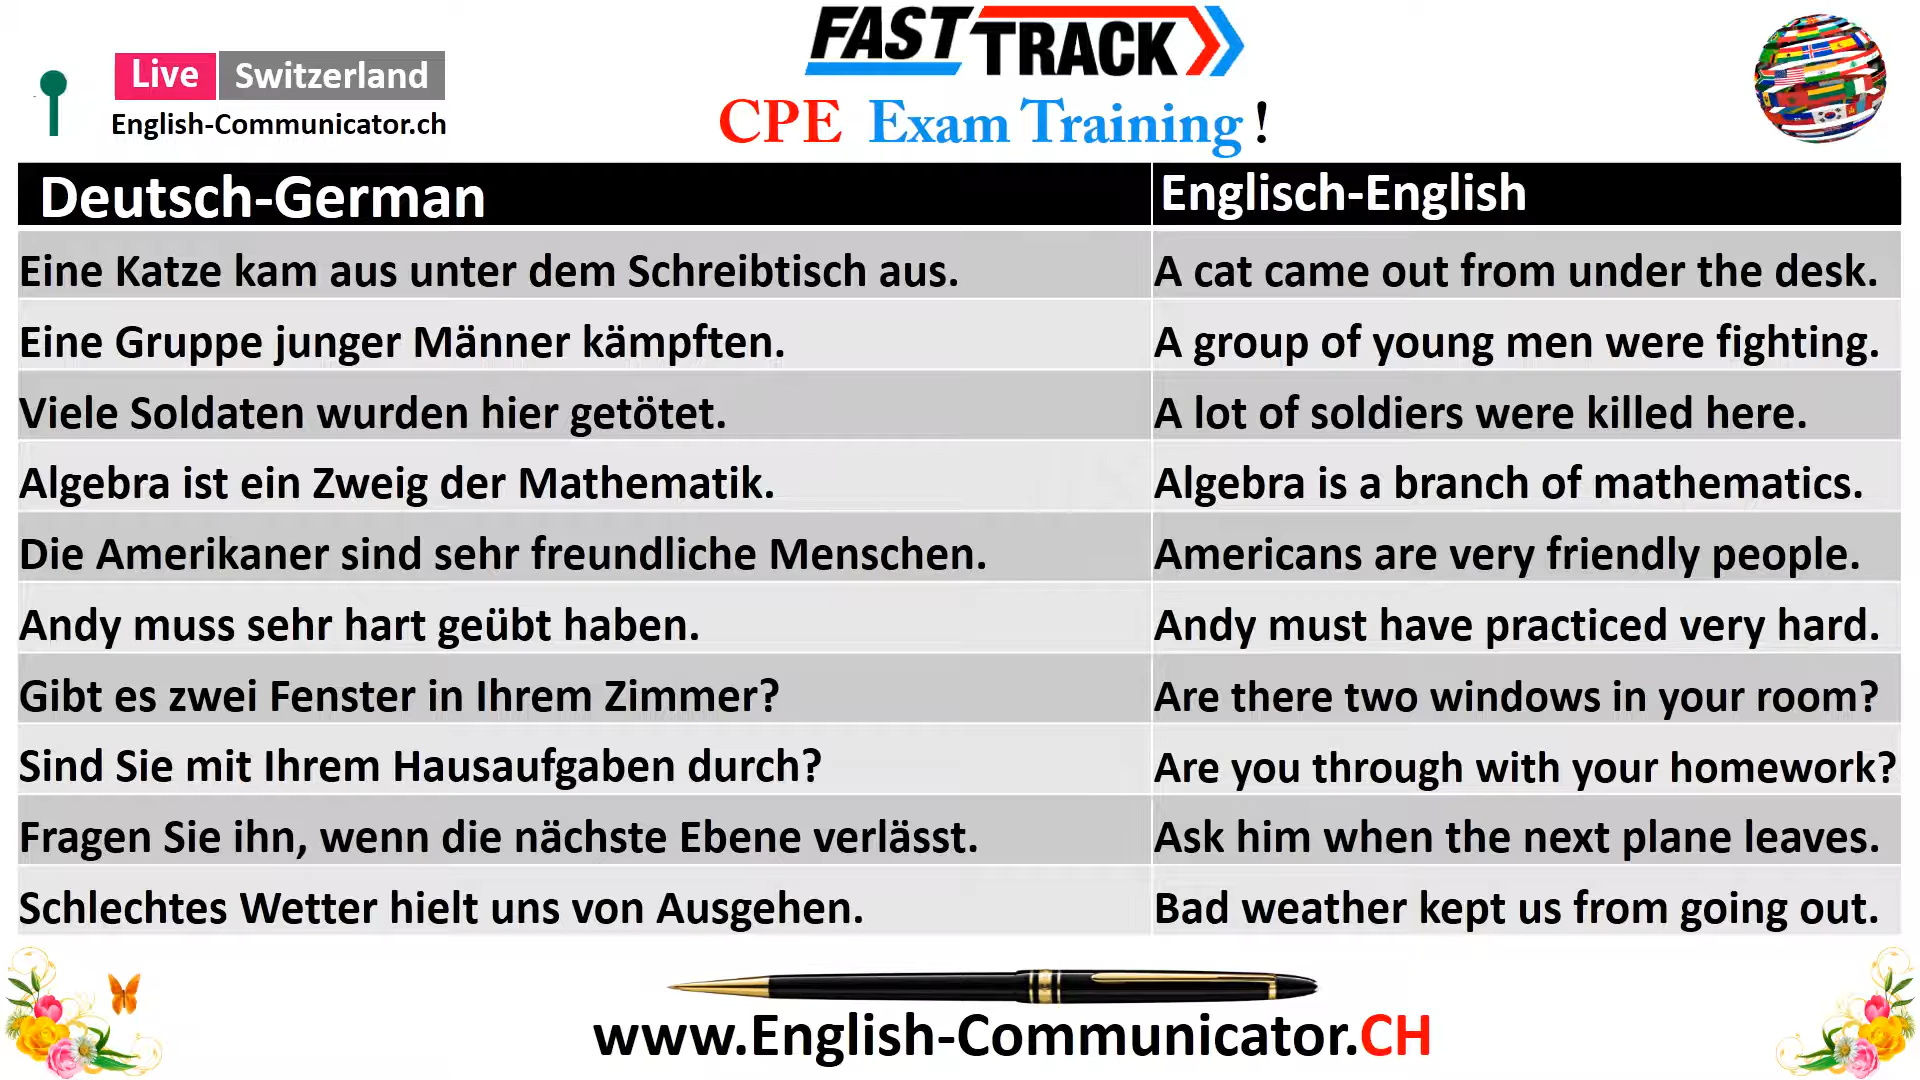 FAST TRACK
Live Switzerland
English-Communicator.ch
CPE Exam Training !
Deutsch-German Englisch-English
Eine Katze kam aus unter dem Schreibtisch aus. A cat came out from under the desk.
Eine Gruppe junger Männer kämpften. A group of young men were fighting.
Viele Soldaten wurden hier getötet. A lot of soldiers were killed here.
Algebra ist ein Zweig der Mathematik. Algebra is a branch of mathematics.
Die Amerikaner sind sehr freundliche Menschen. Americans are very friendly people.
Andy muss sehr hart geübt haben. Andy must have practiced very hard.
Gibt es zwei Fenster in Ihrem Zimmer? Are there two windows in your room?
Sind Sie mit Ihrem Hausaufgaben durch? Are you through with your homework?
Fragen Sie ihn, wenn die nächste Ebene verlässt. Ask him when the next plane leaves.
Schlechtes Wetter hielt uns von Ausgehen. Bad weather kept us from going out.
www.English-Communicator.CH